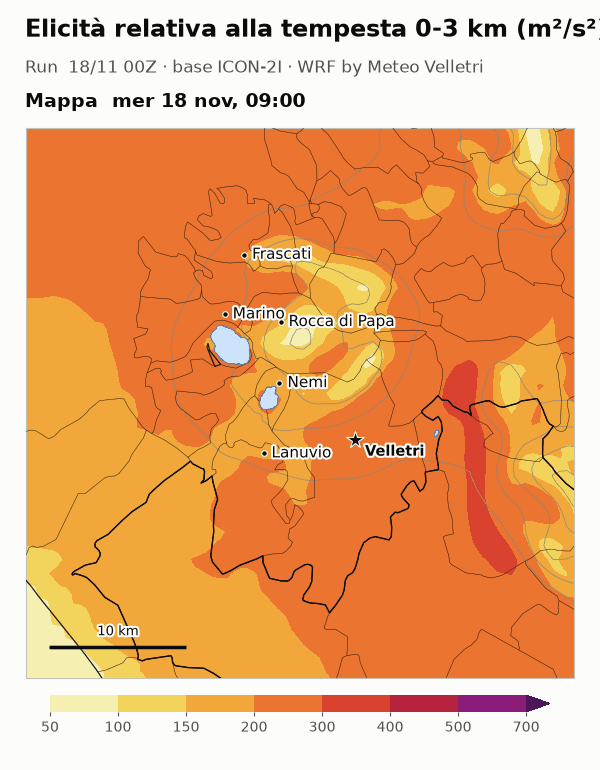 Elicità relativa alla tempesta 0-3 km (m²/s²)
Run 18/11 00Z · base ICON-2I · WRF by Meteo Velletri
Mappa mer 18 nov, 09:00
Frascati
Marino
Rocca di Papa
Nemi
Velletri
Lanuvio
10 km
50 100 150 200 300 400 500 700